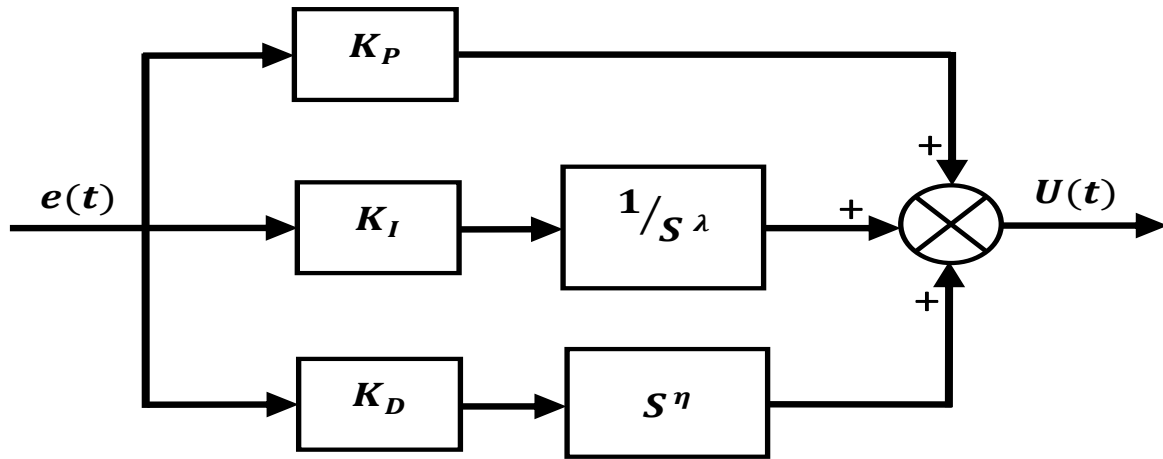 K_P
+
e(t)
K_I
1/S^λ
+
U(t)
+
K_D
S^η